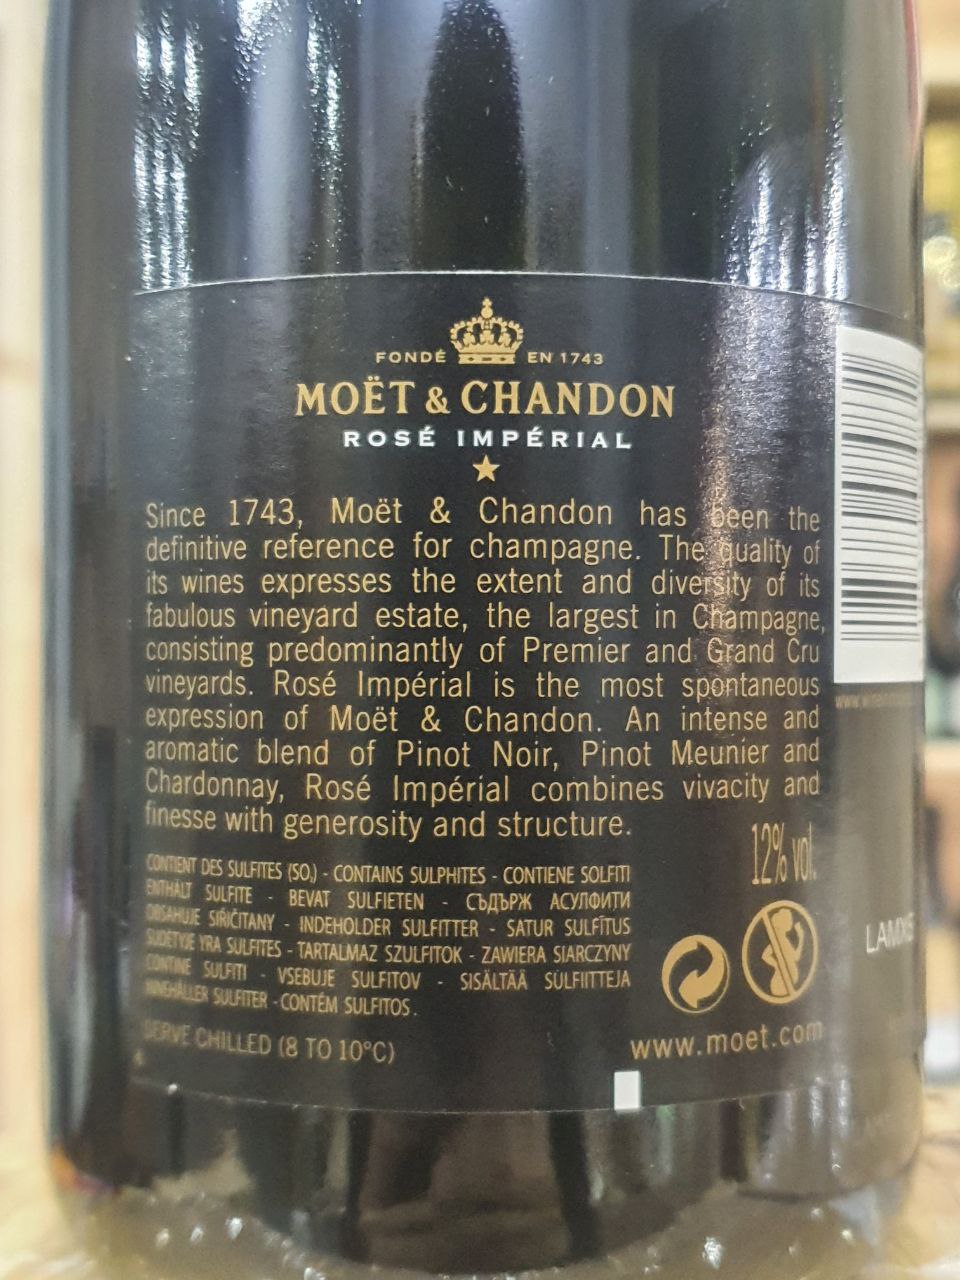 FONDÉ EN 1743
MOËT & CHANDON
ROSÉ IMPÉRIAL
Since 1743, Moët & Chandon has been the
definitive reference for champagne. The quality of
its wines expresses the extent and diversity of its
fabulous vineyard estate, the largest in Champagne,
consisting predominantly of Premier and Grand Cru
vineyards. Rosé Impérial is the most spontaneous
expression of Moët & Chandon. An intense and
aromatic blend of Pinot Noir, Pinot Meunier and
Chardonnay, Rosé Impérial combines vivacity and
finesse with generosity and structure.
12% vol.
CONTIENT DES SULFITES (SO₂) - CONTAINS SULPHITES - CONTIENE SOLFITI
ENTHÄLT SULFITE - BEVAT SULFIETEN - СЪДЪРЖ АСУЛФИТИ
OBSAHUJE SIŘIČITANY - INDEHOLDER SULFITTER - SATUR SULFĪTUS
SUDĖTYJE YRA SULFITES - TARTALMAZ SZULFITOK - ZAWIERA SIARCZYNY
CONTINE SULFITI - VSEBUJE SULFITOV - SISÄLTÄÄ SULFIITTEJA
INNEHÅLLER SULFITER - CONTÉM SULFITOS.
SERVE CHILLED (8 TO 10°C)
www.moet.com